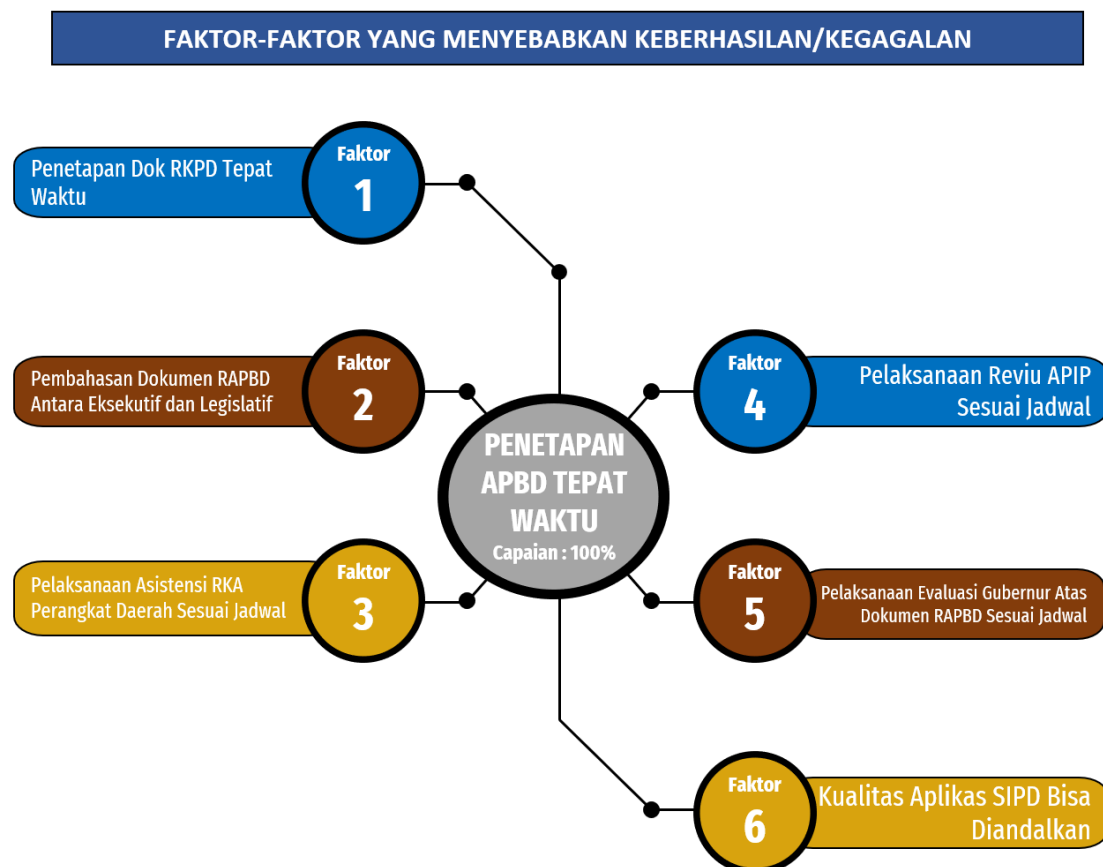 FAKTOR-FAKTOR YANG MENYEBABKAN KEBERHASILAN/KEGAGALAN
Penetapan Dok RKPD Tepat
Waktu
Faktor
1
Pembahasan Dokumen RAPBD
Antara Eksekutif dan Legislatif
Faktor
2
Pelaksanaan Asistensi RKA
Perangkat Daerah Sesuai Jadwal
Faktor
3
PENETAPAN
APBD TEPAT
WAKTU
Capaian : 100%
Faktor
4
Pelaksanaan Reviu APIP
Sesuai Jadwal
Faktor
5
Pelaksanaan Evaluasi Gubernur Atas
Dokumen RAPBD Sesuai Jadwal
Faktor
6
Kualitas Aplikas SIPD Bisa
Diandalkan